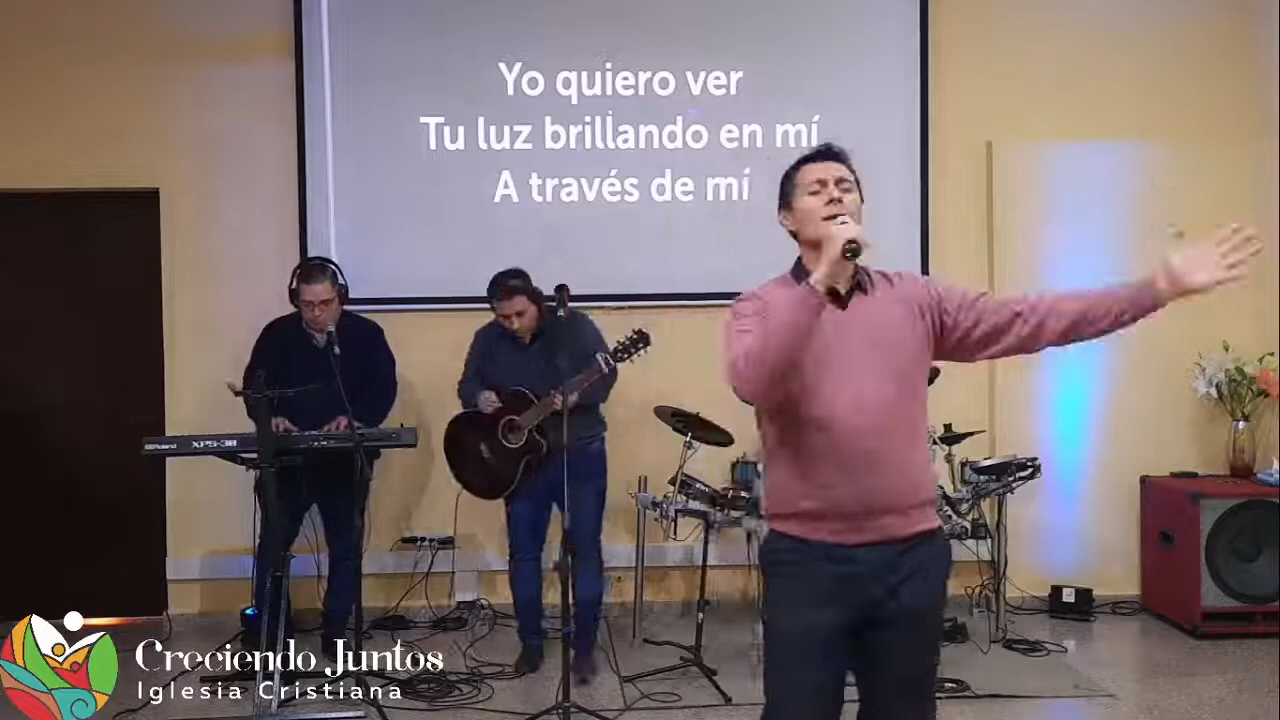 Yo quiero ver
Tu luz brillando en mí
A través de mí
Roland XPS-30
Creciendo Juntos
Iglesia Cristiana